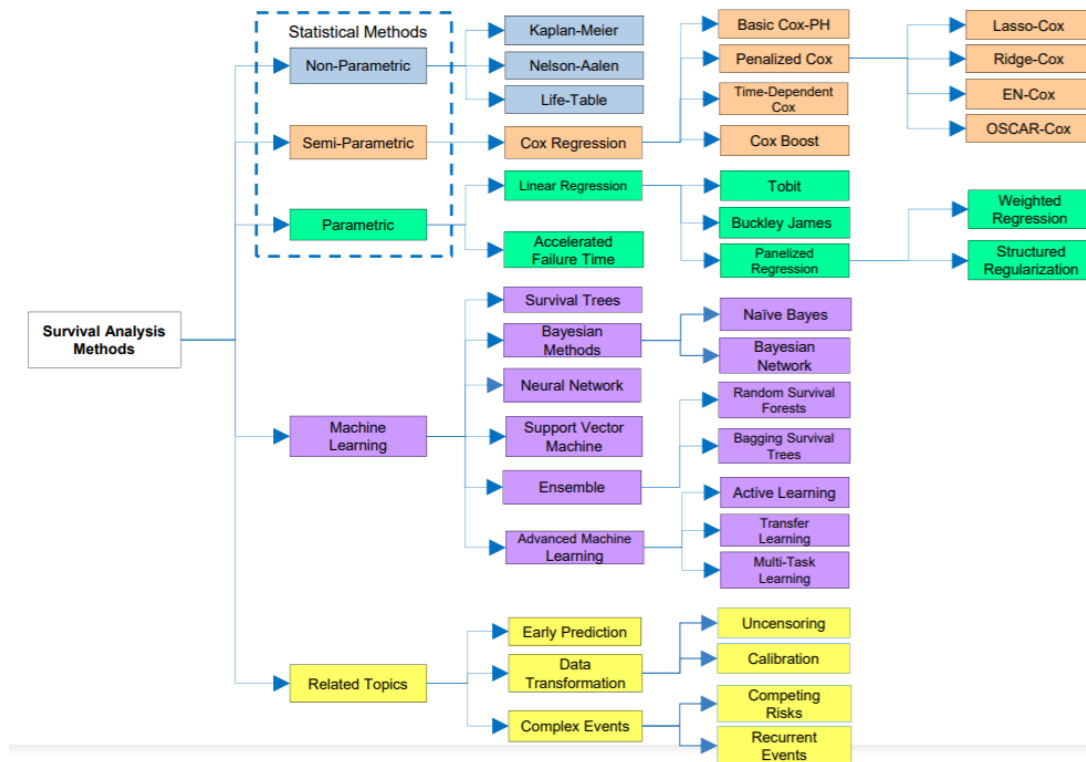 Statistical Methods
Non-Parametric
Kaplan-Meier
Nelson-Aalen
Life-Table
Semi-Parametric
Cox Regression
Basic Cox-PH
Penalized Cox
Time-Dependent
Cox
Cox Boost
Lasso-Cox
Ridge-Cox
EN-Cox
OSCAR-Cox
Parametric
Linear Regression
Accelerated
Failure Time
Tobit
Buckley James
Panelized
Regression
Weighted
Regression
Structured
Regularization
Survival Analysis
Methods
Machine
Learning
Survival Trees
Bayesian
Methods
Naïve Bayes
Bayesian
Network
Neural Network
Support Vector
Machine
Ensemble
Random Survival
Forests
Bagging Survival
Trees
Advanced Machine
Learning
Active Learning
Transfer
Learning
Multi-Task
Learning
Related Topics
Early Prediction
Data
Transformation
Uncensoring
Calibration
Complex Events
Competing
Risks
Recurrent
Events